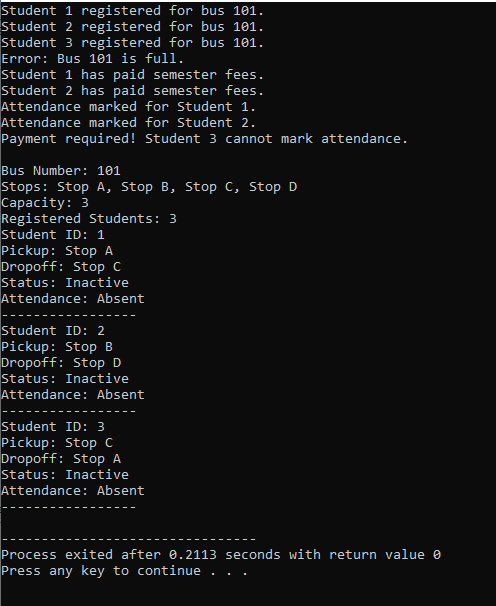 Student 1 registered for bus 101.
Student 2 registered for bus 101.
Student 3 registered for bus 101.
Error: Bus 101 is full.
Student 1 has paid semester fees.
Student 2 has paid semester fees.
Attendance marked for Student 1.
Attendance marked for Student 2.
Payment required! Student 3 cannot mark attendance.

Bus Number: 101
Stops: Stop A, Stop B, Stop C, Stop D
Capacity: 3
Registered Students: 3
Student ID: 1
Pickup: Stop A
Dropoff: Stop C
Status: Inactive
Attendance: Absent
-----------------
Student ID: 2
Pickup: Stop B
Dropoff: Stop D
Status: Inactive
Attendance: Absent
-----------------
Student ID: 3
Pickup: Stop C
Dropoff: Stop A
Status: Inactive
Attendance: Absent
-----------------

--------------------------------
Process exited after 0.2113 seconds with return value 0
Press any key to continue . . .